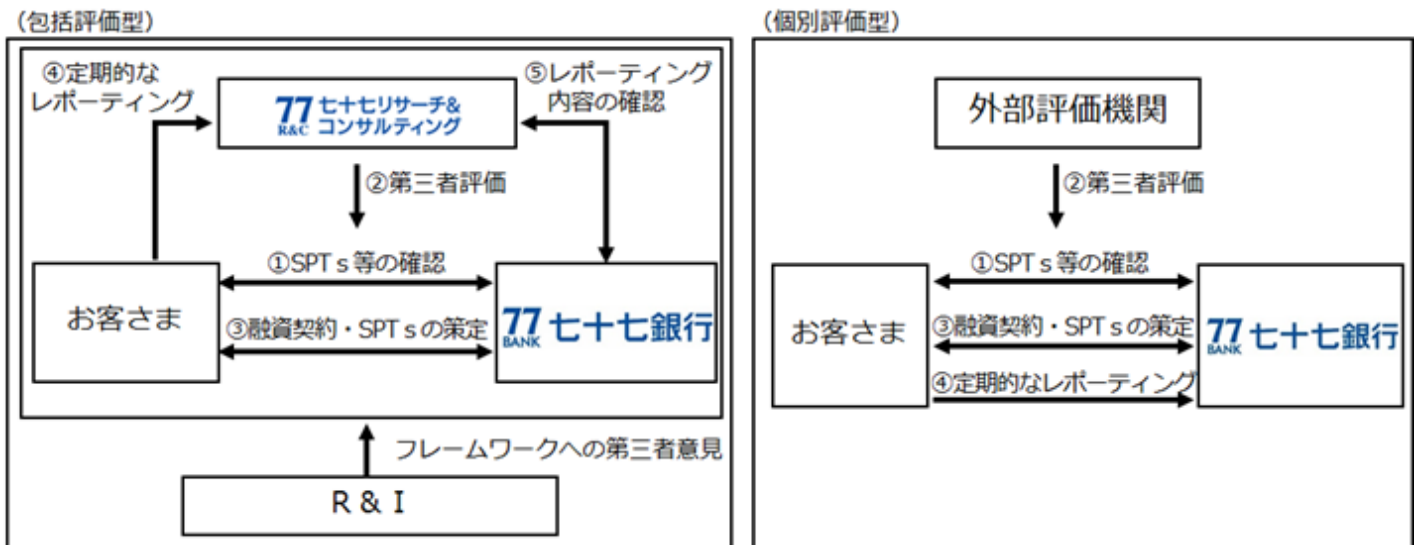 （包括評価型）
④定期的な
レポーティング
77 R&C
七十七リサーチ&
コンサルティング
⑤レポーティング
内容の確認
②第三者評価
①SPTｓ等の確認
お客さま
③融資契約・SPTｓの策定
77 BANK 七十七銀行
フレームワークへの第三者意見
Ｒ＆Ｉ
（個別評価型）
外部評価機関
②第三者評価
①SPTｓ等の確認
お客さま
③融資契約・SPTｓの策定
77 BANK 七十七銀行
④定期的なレポーティング